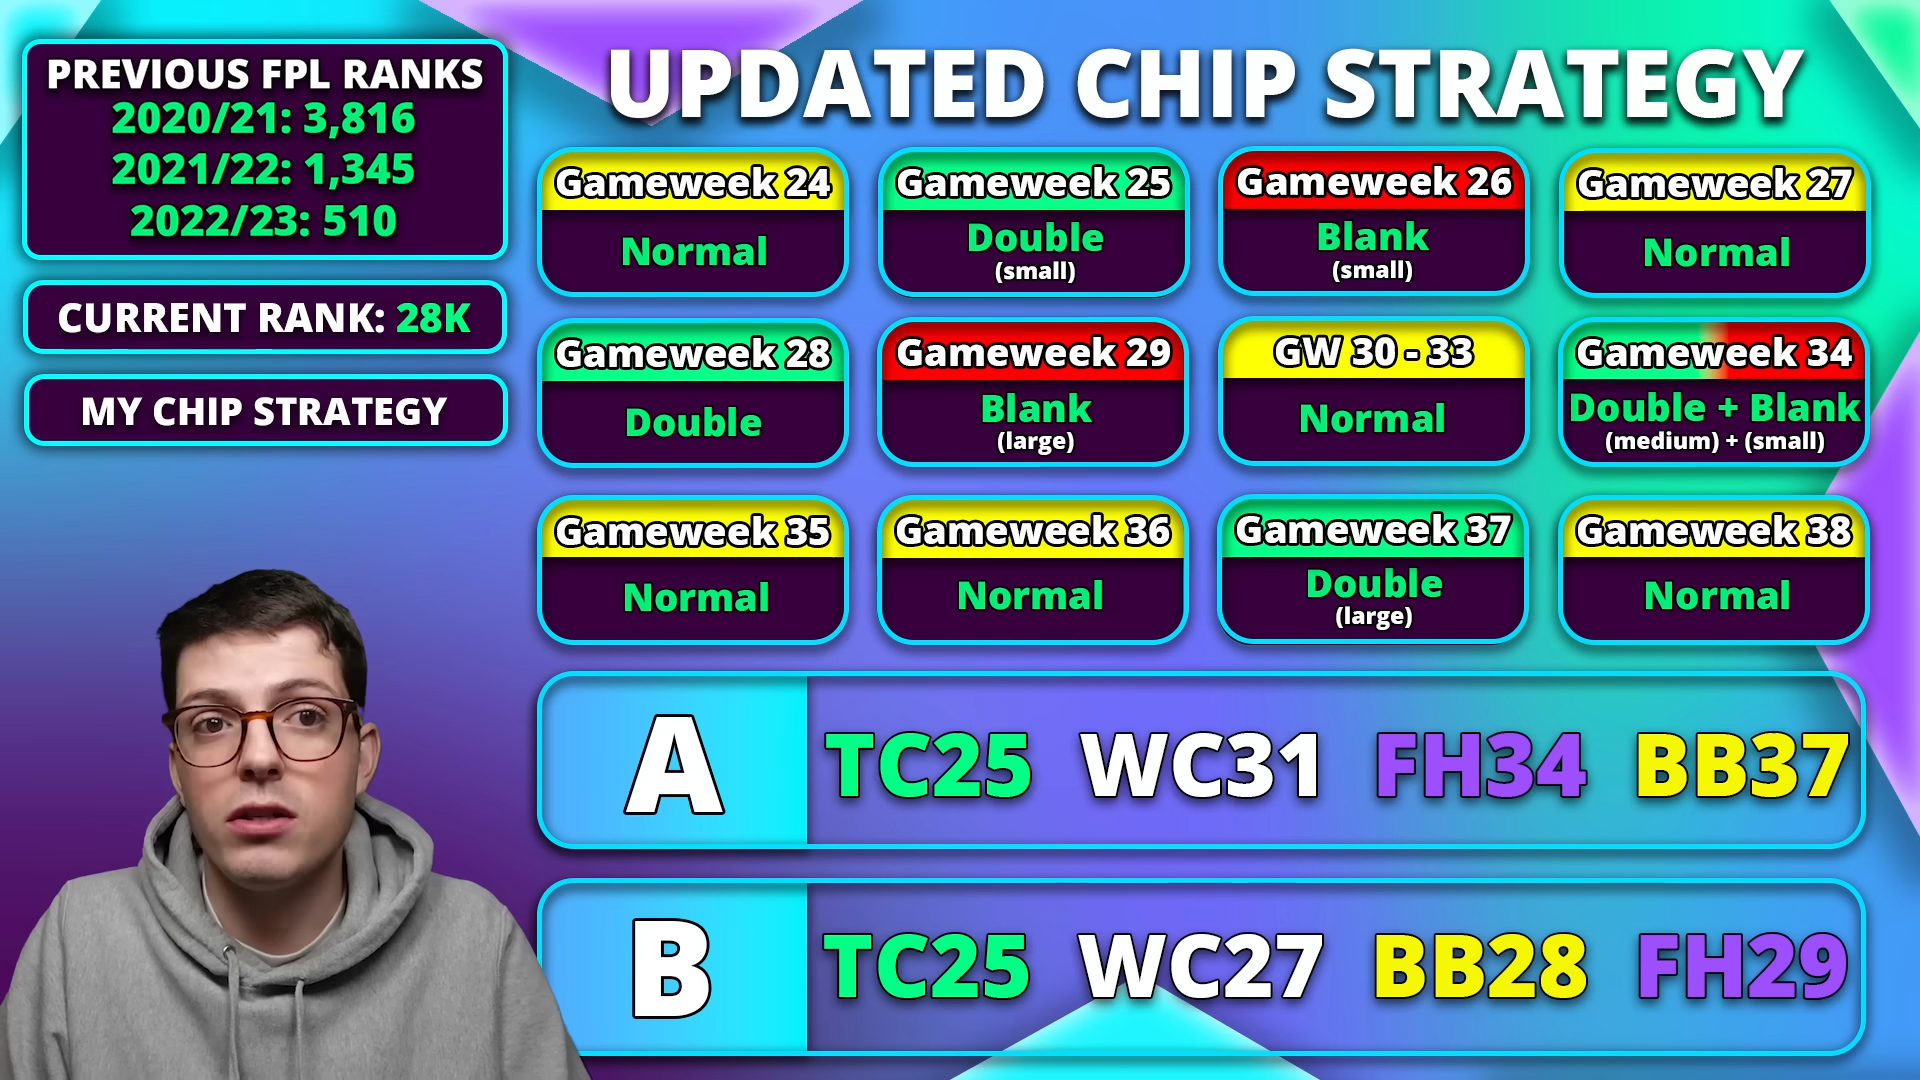 PREVIOUS FPL RANKS
2020/21: 3,816
2021/22: 1,345
2022/23: 510
CURRENT RANK: 28K
MY CHIP STRATEGY
UPDATED CHIP STRATEGY
Gameweek 24
Normal
Gameweek 25
Double
(small)
Gameweek 26
Blank
(small)
Gameweek 27
Normal
Gameweek 28
Double
Gameweek 29
Blank
(large)
GW 30 - 33
Normal
Gameweek 34
Double + Blank
(medium) + (small)
Gameweek 35
Normal
Gameweek 36
Normal
Gameweek 37
Double
(large)
Gameweek 38
Normal
A TC25 WC31 FH34 BB37
B TC25 WC27 BB28 FH29